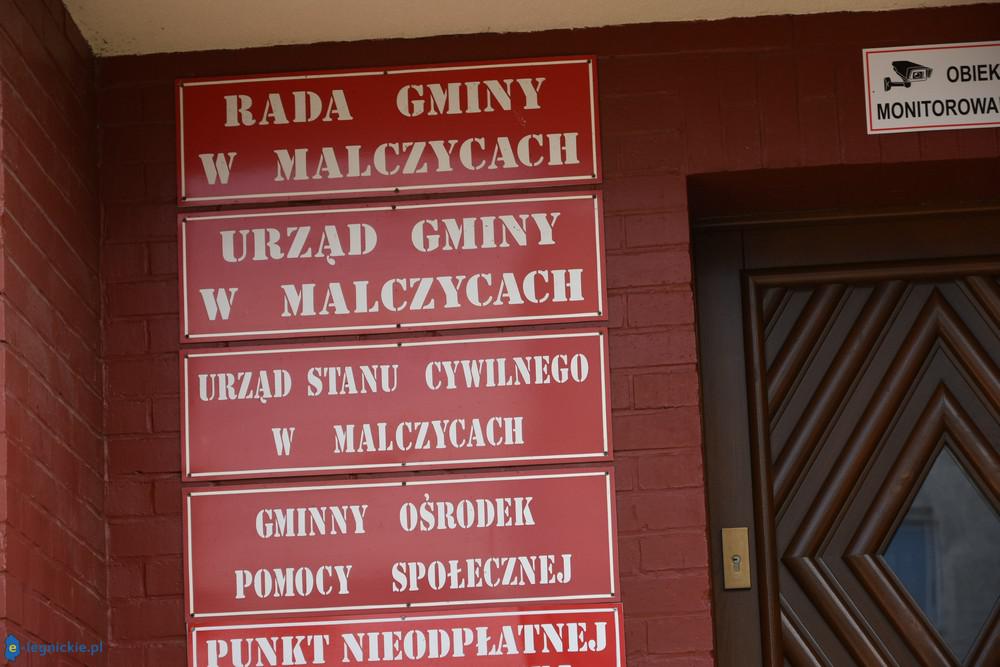 RADA GMINY
W MALCZYCACH
URZĄD GMINY
W MALCZYCACH
URZĄD STANU CYWILNEGO
W MALCZYCACH
GMINNY OŚRODEK
POMOCY SPOŁECZNEJ
PUNKT NIEODPŁATNEJ
OBIEK
MONITOROWA
e-legnickie.pl